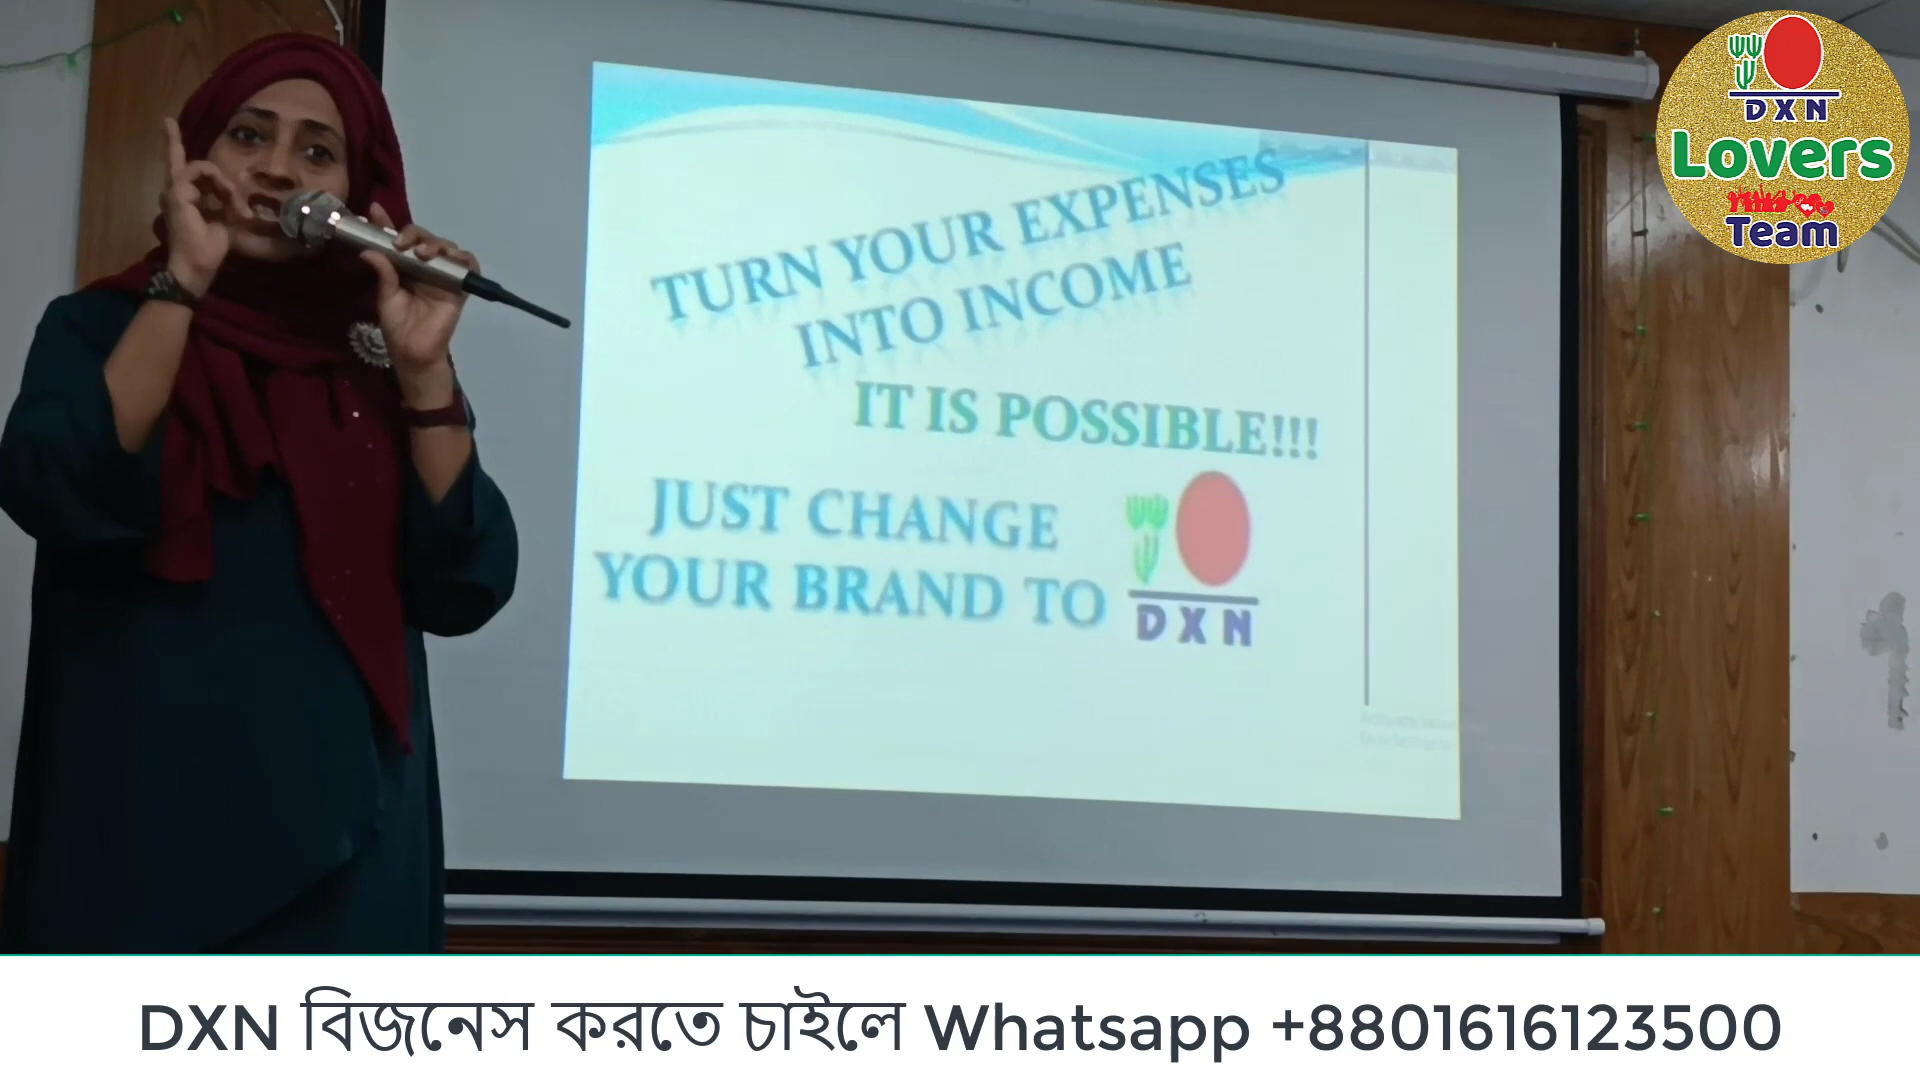 DXN
Lovers
Team
TURN YOUR EXPENSES
INTO INCOME
IT IS POSSIBLE!!!
JUST CHANGE
YOUR BRAND TO
DXN
DXN বিজনেস করতে চাইলে Whatsapp +8801616123500